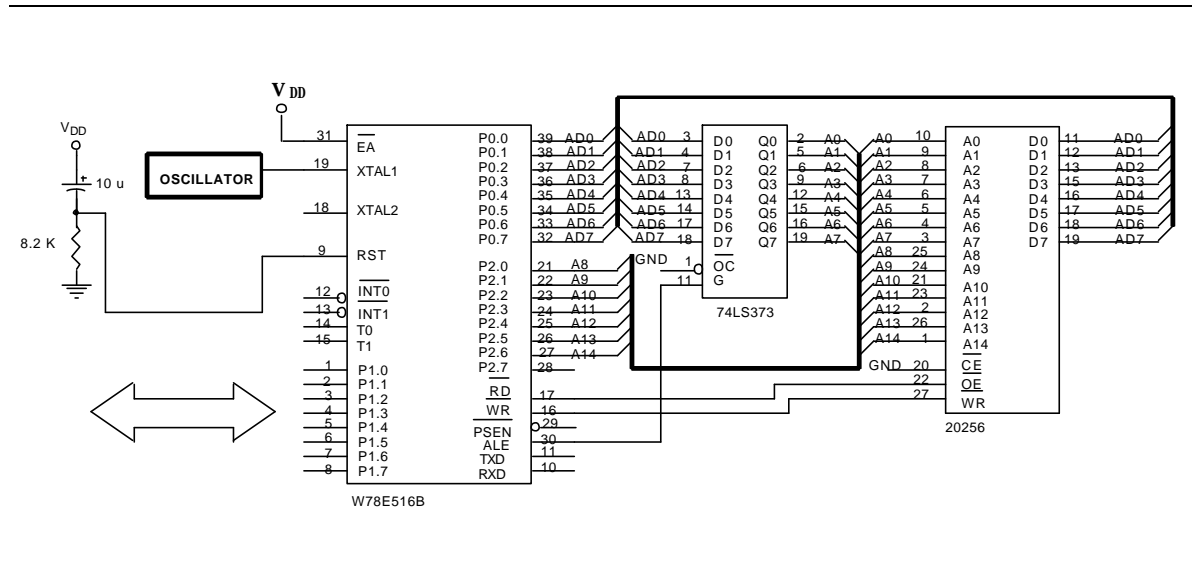 V DD
VDD
10 u
8.2 K
OSCILLATOR
31 EA
19 XTAL1
18 XTAL2
9 RST
12 INT0
13 INT1
14 T0
15 T1
1 P1.0
2 P1.1
3 P1.2
4 P1.3
5 P1.4
6 P1.5
7 P1.6
8 P1.7
P0.0 39 AD0
P0.1 38 AD1
P0.2 37 AD2
P0.3 36 AD3
P0.4 35 AD4
P0.5 34 AD5
P0.6 33 AD6
P0.7 32 AD7
P2.0 21 A8
P2.1 22 A9
P2.2 23 A10
P2.3 24 A11
P2.4 25 A12
P2.5 26 A13
P2.6 27 A14
P2.7 28
RD 17
WR 16
PSEN 29
ALE 30
TXD 11
RXD 10
W78E516B
AD0 3 D0 Q0 2 A0
AD1 4 D1 Q1 5 A1
AD2 7 D2 Q2 6 A2
AD3 8 D3 Q3 9 A3
AD4 13 D4 Q4 12 A4
AD5 14 D5 Q5 15 A5
AD6 17 D6 Q6 16 A6
AD7 18 D7 Q7 19 A7
GND 1 OC
11 G
74LS373
A0 10 A0 D0 11 AD0
A1 9 A1 D1 12 AD1
A2 8 A2 D2 13 AD2
A3 7 A3 D3 15 AD3
A4 6 A4 D4 16 AD4
A5 5 A5 D5 17 AD5
A6 4 A6 D6 18 AD6
A7 3 A7 D7 19 AD7
A8 25 A8
A9 24 A9
A10 21 A10
A11 23 A11
A12 2 A12
A13 26 A13
A14 1 A14
GND 20 CE
22 OE
27 WR
20256